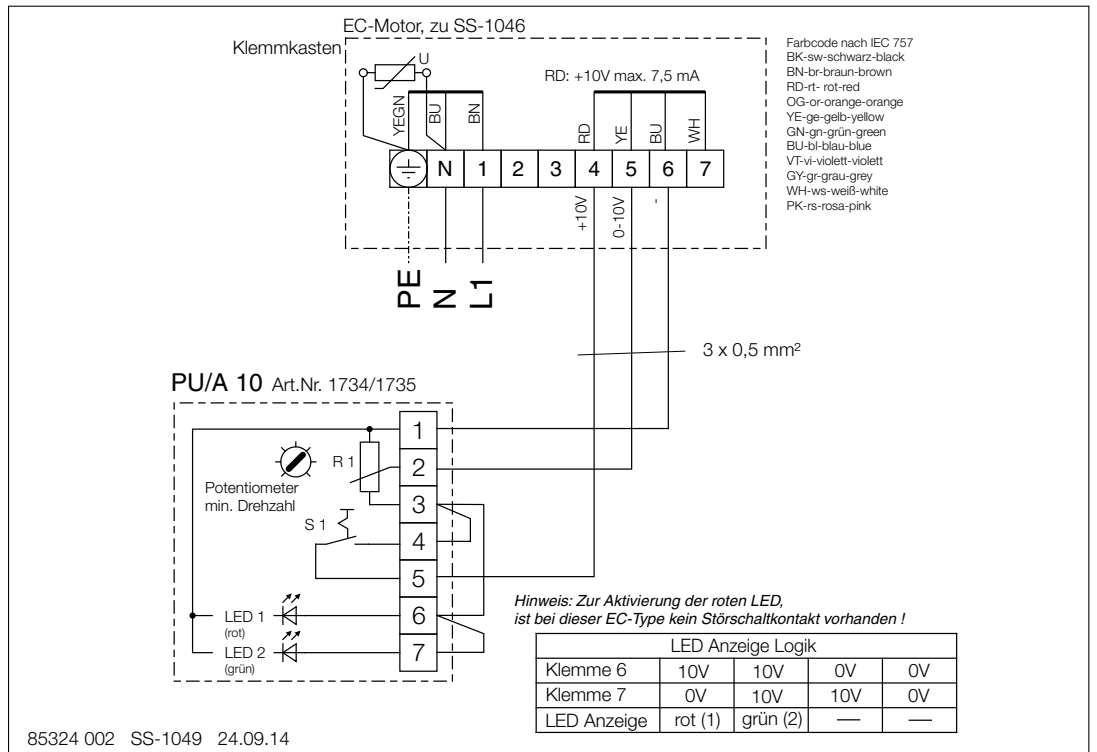 EC-Motor, zu SS-1046
Klemmkasten
U
RD: +10V max. 7,5 mA
YEGN
BU
BN
RD
YE
BU
WH
N 1 2 3 4 5 6 7
+10V
0-10V
-
PE
N
L1
Farbcode nach IEC 757
BK-sw-schwarz-black
BN-br-braun-brown
RD-rt- rot-red
OG-or-orange-orange
YE-ge-gelb-yellow
GN-gn-grün-green
BU-bl-blau-blue
VT-vi-violett-violett
GY-gr-grau-grey
WH-ws-weiß-white
PK-rs-rosa-pink
3 x 0,5 mm²
PU/A 10 Art.Nr. 1734/1735
1
2
3
4
5
6
7
R 1
Potentiometer
min. Drehzahl
S 1
LED 1
(rot)
LED 2
(grün)
Hinweis: Zur Aktivierung der roten LED,
ist bei dieser EC-Type kein Störschaltkontakt vorhanden !
LED Anzeige Logik
Klemme 6 10V 10V 0V 0V
Klemme 7 0V 10V 10V 0V
LED Anzeige rot (1) grün (2) — —
85324 002 SS-1049 24.09.14